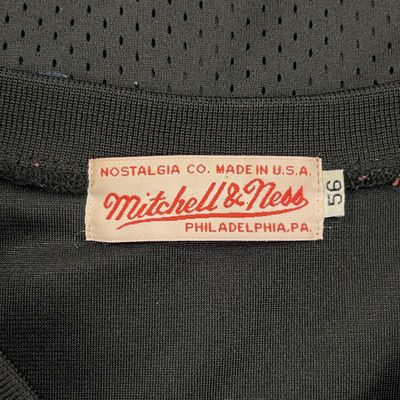 NOSTALGIA CO. MADE IN U.S.A.
Mitchell & Ness
PHILADELPHIA, PA.
56